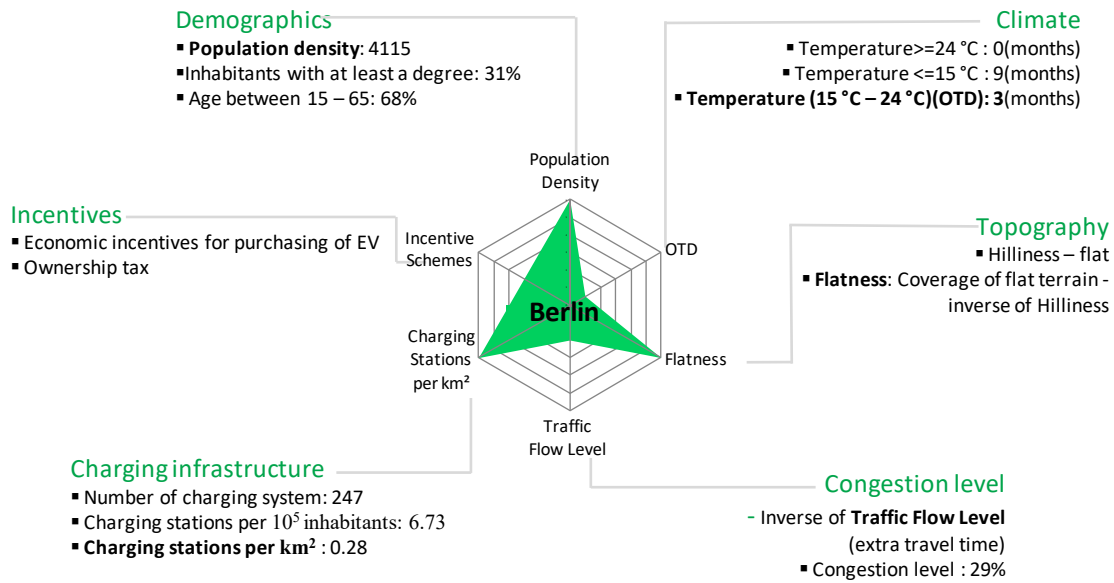 Demographics
▪ Population density: 4115
▪Inhabitants with at least a degree: 31%
▪ Age between 15 – 65: 68%
Climate
▪ Temperature>=24 °C : 0(months)
▪ Temperature <=15 °C : 9(months)
▪ Temperature (15 °C – 24 °C)(OTD): 3(months)
Incentives
▪ Economic incentives for purchasing of EV
▪ Ownership tax
Topography
▪ Hilliness – flat
▪ Flatness: Coverage of flat terrain -
inverse of Hilliness
Population
Density
OTD
Flatness
Traffic
Flow Level
Charging
Stations
per km²
Incentive
Schemes
Berlin
Charging infrastructure
▪ Number of charging system: 247
▪ Charging stations per 10⁵ inhabitants: 6.73
▪ Charging stations per km² : 0.28
Congestion level
- Inverse of Traffic Flow Level
(extra travel time)
▪ Congestion level : 29%